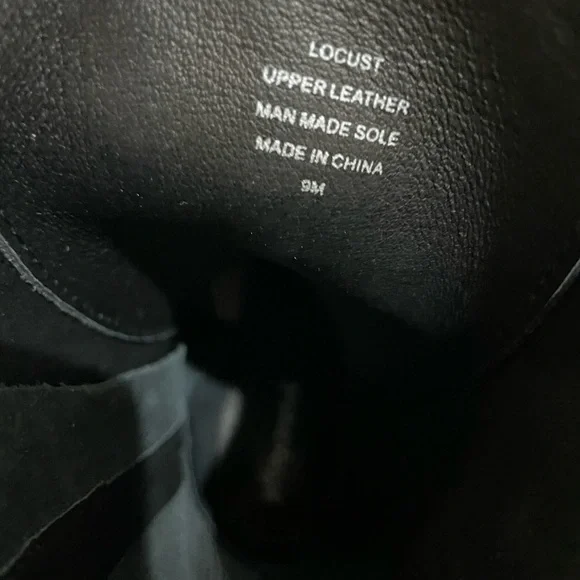 LOCUST
UPPER LEATHER
MAN MADE SOLE
MADE IN CHINA
9M